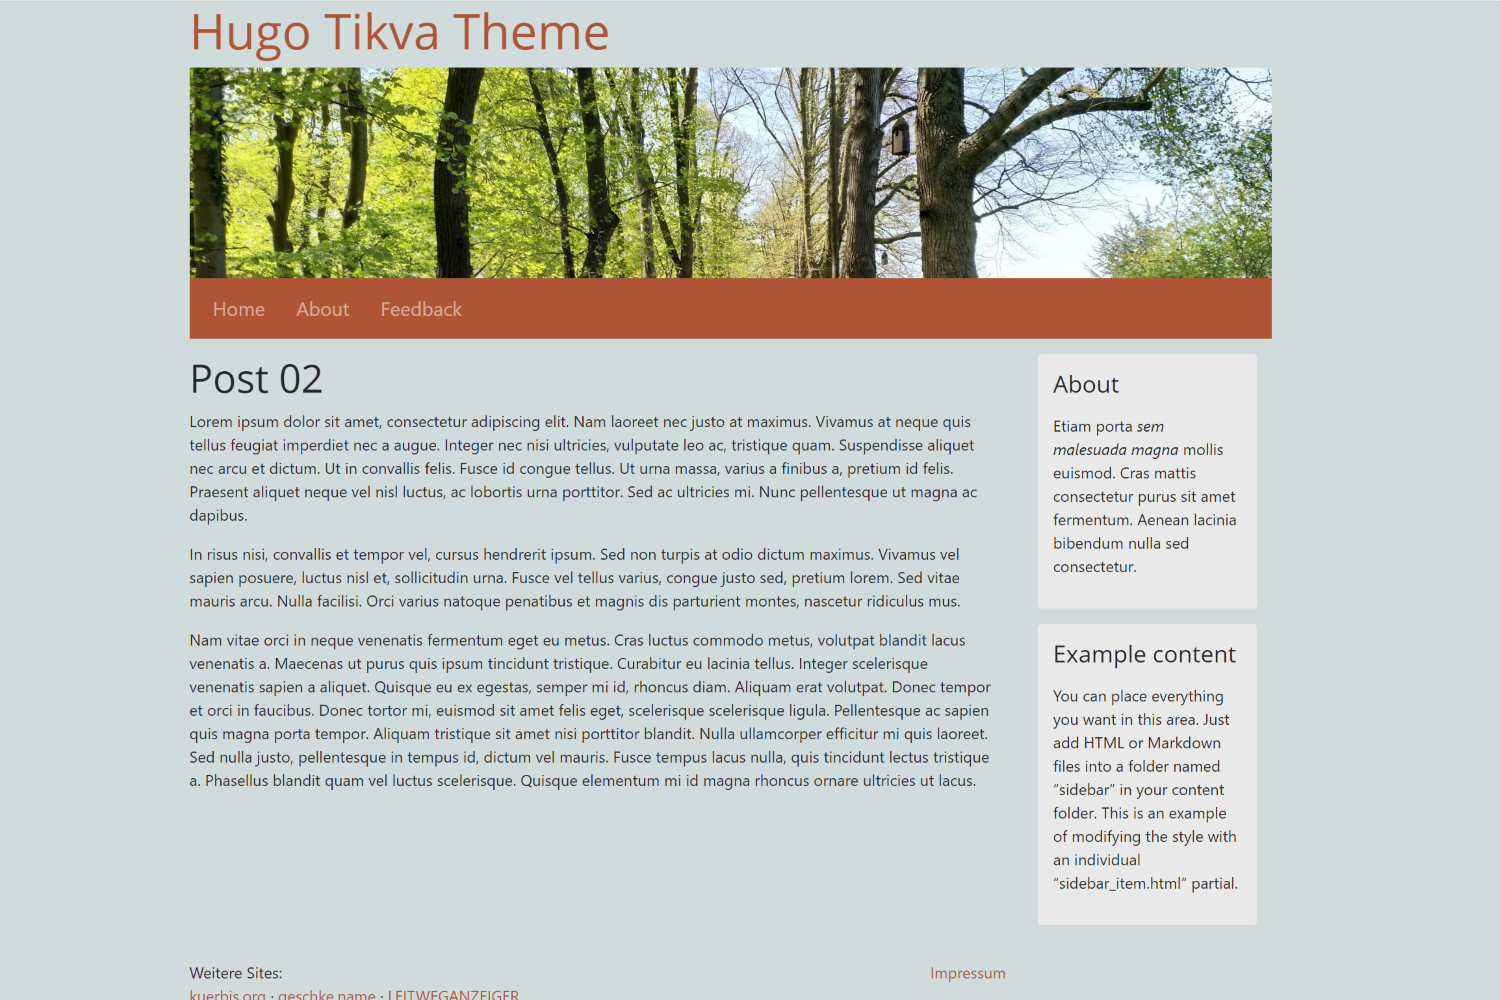 Hugo Tikva Theme
Home About Feedback
Post 02
Lorem ipsum dolor sit amet, consectetur adipiscing elit. Nam laoreet nec justo at maximus. Vivamus at neque quis
tellus feugiat imperdiet nec a augue. Integer nec nisi ultricies, vulputate leo ac, tristique quam. Suspendisse aliquet
nec arcu et dictum. Ut in convallis felis. Fusce id congue tellus. Ut urna massa, varius a finibus a, pretium id felis.
Praesent aliquet neque vel nisl luctus, ac lobortis urna porttitor. Sed ac ultricies mi. Nunc pellentesque ut magna ac
dapibus.
In risus nisi, convallis et tempor vel, cursus hendrerit ipsum. Sed non turpis at odio dictum maximus. Vivamus vel
sapien posuere, luctus nisl et, sollicitudin urna. Fusce vel tellus varius, congue justo sed, pretium lorem. Sed vitae
mauris arcu. Nulla facilisi. Orci varius natoque penatibus et magnis dis parturient montes, nascetur ridiculus mus.
Nam vitae orci in neque venenatis fermentum eget eu metus. Cras luctus commodo metus, volutpat blandit lacus
venenatis a. Maecenas ut purus quis ipsum tincidunt tristique. Curabitur eu lacinia tellus. Integer scelerisque
venenatis sapien a aliquet. Quisque eu ex egestas, semper mi id, rhoncus diam. Aliquam erat volutpat. Donec tempor
et orci in faucibus. Donec tortor mi, euismod sit amet felis eget, scelerisque scelerisque ligula. Pellentesque ac sapien
quis magna porta tempor. Aliquam tristique sit amet nisi porttitor blandit. Nulla ullamcorper efficitur mi quis laoreet.
Sed nulla justo, pellentesque in tempus id, dictum vel mauris. Fusce tempus lacus nulla, quis tincidunt lectus tristique
a. Phasellus blandit quam vel luctus scelerisque. Quisque elementum mi id magna rhoncus ornare ultricies ut lacus.
About
Etiam porta sem
malesuada magna mollis
euismod. Cras mattis
consectetur purus sit amet
fermentum. Aenean lacinia
bibendum nulla sed
consectetur.
Example content
You can place everything
you want in this area. Just
add HTML or Markdown
files into a folder named
“sidebar” in your content
folder. This is an example
of modifying the style with
an individual
“sidebar_item.html” partial.
Weitere Sites:
kuerbis.org · geschke.name · LEITWEGANZEIGER
Impressum